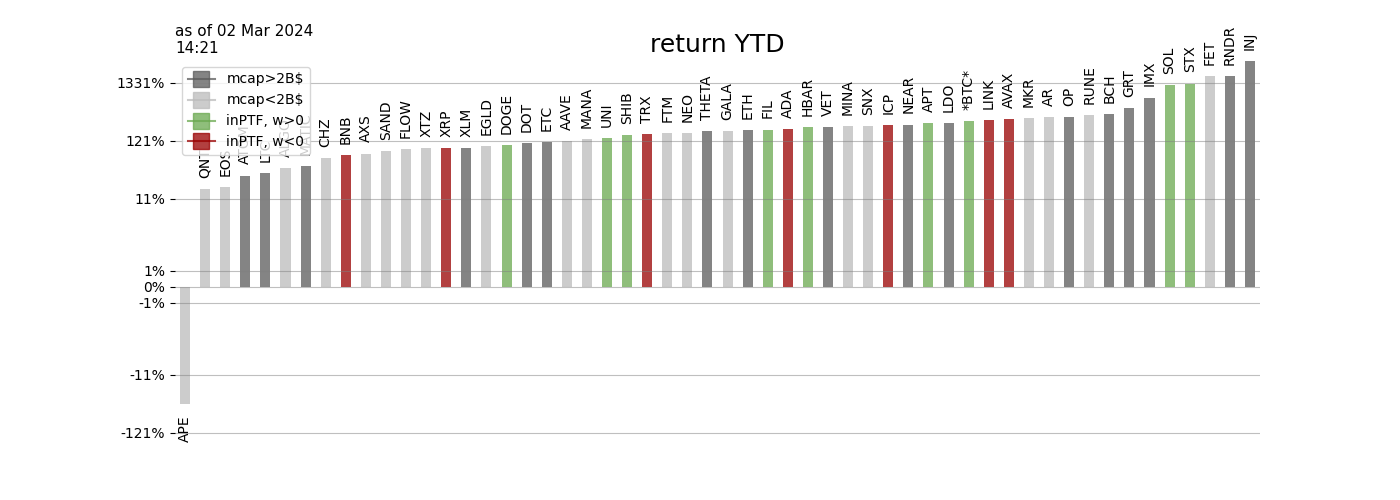 as of 02 Mar 2024
14:21
return YTD
mcap>2B$
mcap<2B$
inPTF, w>0
inPTF, w<0
1331%
121%
11%
1%
0%
-1%
-11%
-121%
APE
QNT
EOS
MATIC
CHZ
BNB
AXS
SAND
FLOW
XTZ
XRP
XLM
EGLD
DOGE
DOT
ETC
AAVE
MANA
UNI
SHIB
TRX
FTM
NEO
THETA
GALA
ETH
FIL
ADA
HBAR
VET
MINA
SNX
ICP
NEAR
APT
LDO
*BTC*
LINK
AVAX
MKR
AR
OP
RUNE
BCH
GRT
IMX
SOL
STX
FET
RNDR
INJ